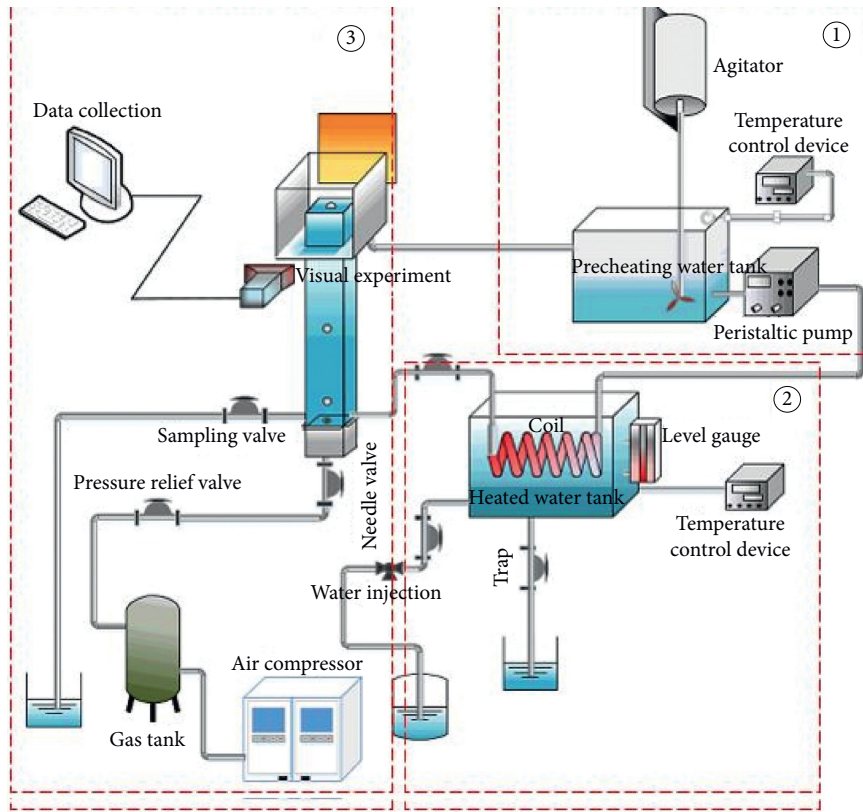 ③
①
Agitator
Data collection
Temperature
control device
Visual experiment
Precheating water tank
Peristaltic pump
②
Sampling valve
Coil
Level gauge
Pressure relief valve
Needle valve
Heated water tank
Temperature
control device
Trap
Water injection
Air compressor
Gas tank